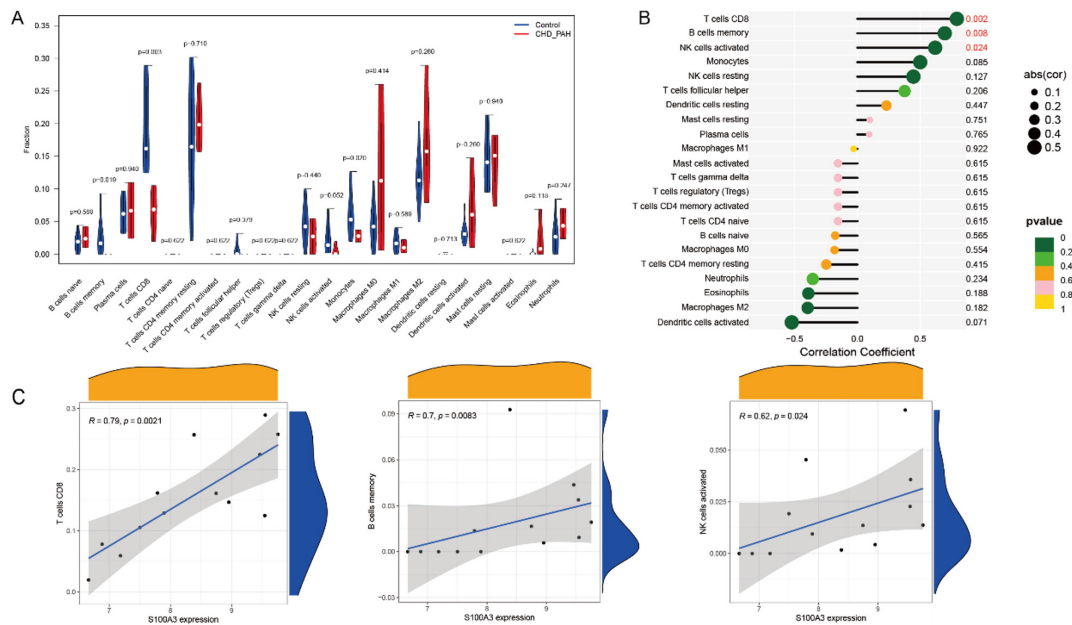 A
Control
CHD_PAH
Fraction
0.35
0.30
0.25
0.20
0.15
0.10
0.05
0.00
p=0.589
p=0.019
p=0.940
p=0.003
p=0.622
p=0.710
p=0.622
p=0.379
p=0.622
p=0.622
p=0.440
p=0.052
p=0.020
p=0.414
p=0.589
p=0.260
p=0.713
p=0.260
p=0.940
p=0.622
p=0.118
p=0.247
B cells naive
B cells memory
Plasma cells
T cells CD8
T cells CD4 naive
T cells CD4 memory resting
T cells CD4 memory activated
T cells follicular helper
T cells regulatory (Tregs)
T cells gamma delta
NK cells resting
NK cells activated
Monocytes
Macrophages M0
Macrophages M1
Macrophages M2
Dendritic cells resting
Dendritic cells activated
Mast cells resting
Mast cells activated
Eosinophils
Neutrophils
B
T cells CD8 0.002
B cells memory 0.008
NK cells activated 0.024
Monocytes 0.085
NK cells resting 0.127
T cells follicular helper 0.206
Dendritic cells resting 0.447
Mast cells resting 0.751
Plasma cells 0.765
Macrophages M1 0.922
Mast cells activated 0.615
T cells gamma delta 0.615
T cells regulatory (Tregs) 0.615
T cells CD4 memory activated 0.615
T cells CD4 naive 0.615
B cells naive 0.565
Macrophages M0 0.554
T cells CD4 memory resting 0.415
Neutrophils 0.234
Eosinophils 0.188
Macrophages M2 0.182
Dendritic cells activated 0.071
−0.5 0.0 0.5
Correlation Coefficient
abs(cor)
0.1
0.2
0.3
0.4
0.5
pvalue
0
0.2
0.4
0.6
0.8
1
C
R = 0.79, p = 0.0021
T cells CD8
0.3
0.2
0.1
0.0
7 8 9
S100A3 expression
R = 0.7, p = 0.0083
B cells memory
0.09
0.06
0.03
0.00
-0.03
7 8 9
S100A3 expression
R = 0.62, p = 0.024
NK cells activated
0.050
0.025
0.000
7 8 9
S100A3 expression